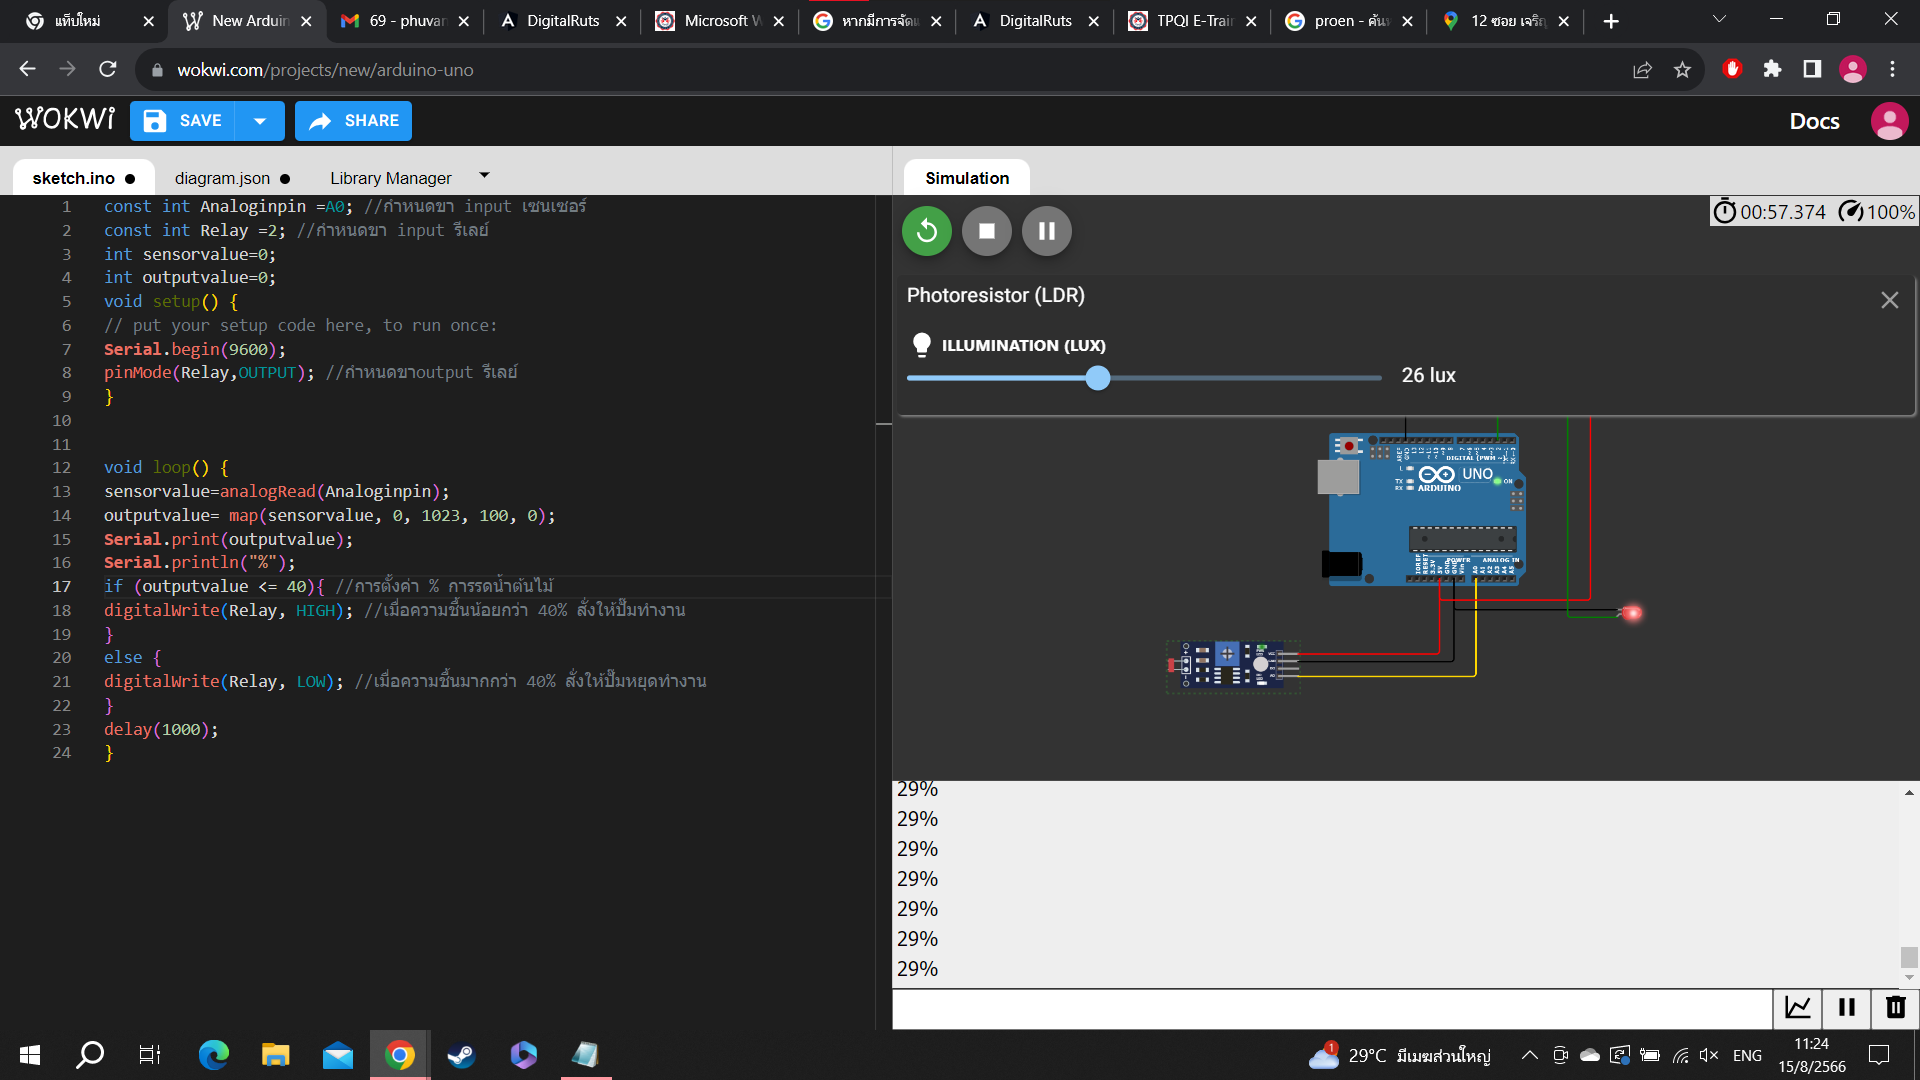 แท็บใหม่
New Arduin
69 - phuvan
DigitalRuts
Microsoft W
หากมีการจัด
DigitalRuts
TPQI E-Train
proen - ค้นห
12 ซอย เจริญ
wokwi.com/projects/new/arduino-uno
WOKWi
SAVE
SHARE
Docs
sketch.ino
diagram.json
Library Manager
Simulation
1 const int Analoginpin =A0; //กำหนดขา input เซนเซอร์
2 const int Relay =2; //กำหนดขา input รีเลย์
3 int sensorvalue=0;
4 int outputvalue=0;
5 void setup() {
6 // put your setup code here, to run once:
7 Serial.begin(9600);
8 pinMode(Relay,OUTPUT); //กำหนดขาoutput รีเลย์
9 }
10
11
12 void loop() {
13 sensorvalue=analogRead(Analoginpin);
14 outputvalue= map(sensorvalue, 0, 1023, 100, 0);
15 Serial.print(outputvalue);
16 Serial.println("%");
17 if (outputvalue <= 40){ //การตั้งค่า % การรดน้ำต้นไม้
18 digitalWrite(Relay, HIGH); //เมื่อความชื้นน้อยกว่า 40% สั่งให้ปั๊มทำงาน
19 }
20 else {
21 digitalWrite(Relay, LOW); //เมื่อความชื้นมากกว่า 40% สั่งให้ปั๊มหยุดทำงาน
22 }
23 delay(1000);
24 }
00:57.374
100%
Photoresistor (LDR)
ILLUMINATION (LUX)
26 lux
DIGITAL (PWM ~)
UNO
ARDUINO
TX
RX
L
ON
POWER
ANALOG IN
29%
29%
29%
29%
29%
29%
29%
1
29°C มีเมฆส่วนใหญ่
ENG
11:24
15/8/2566